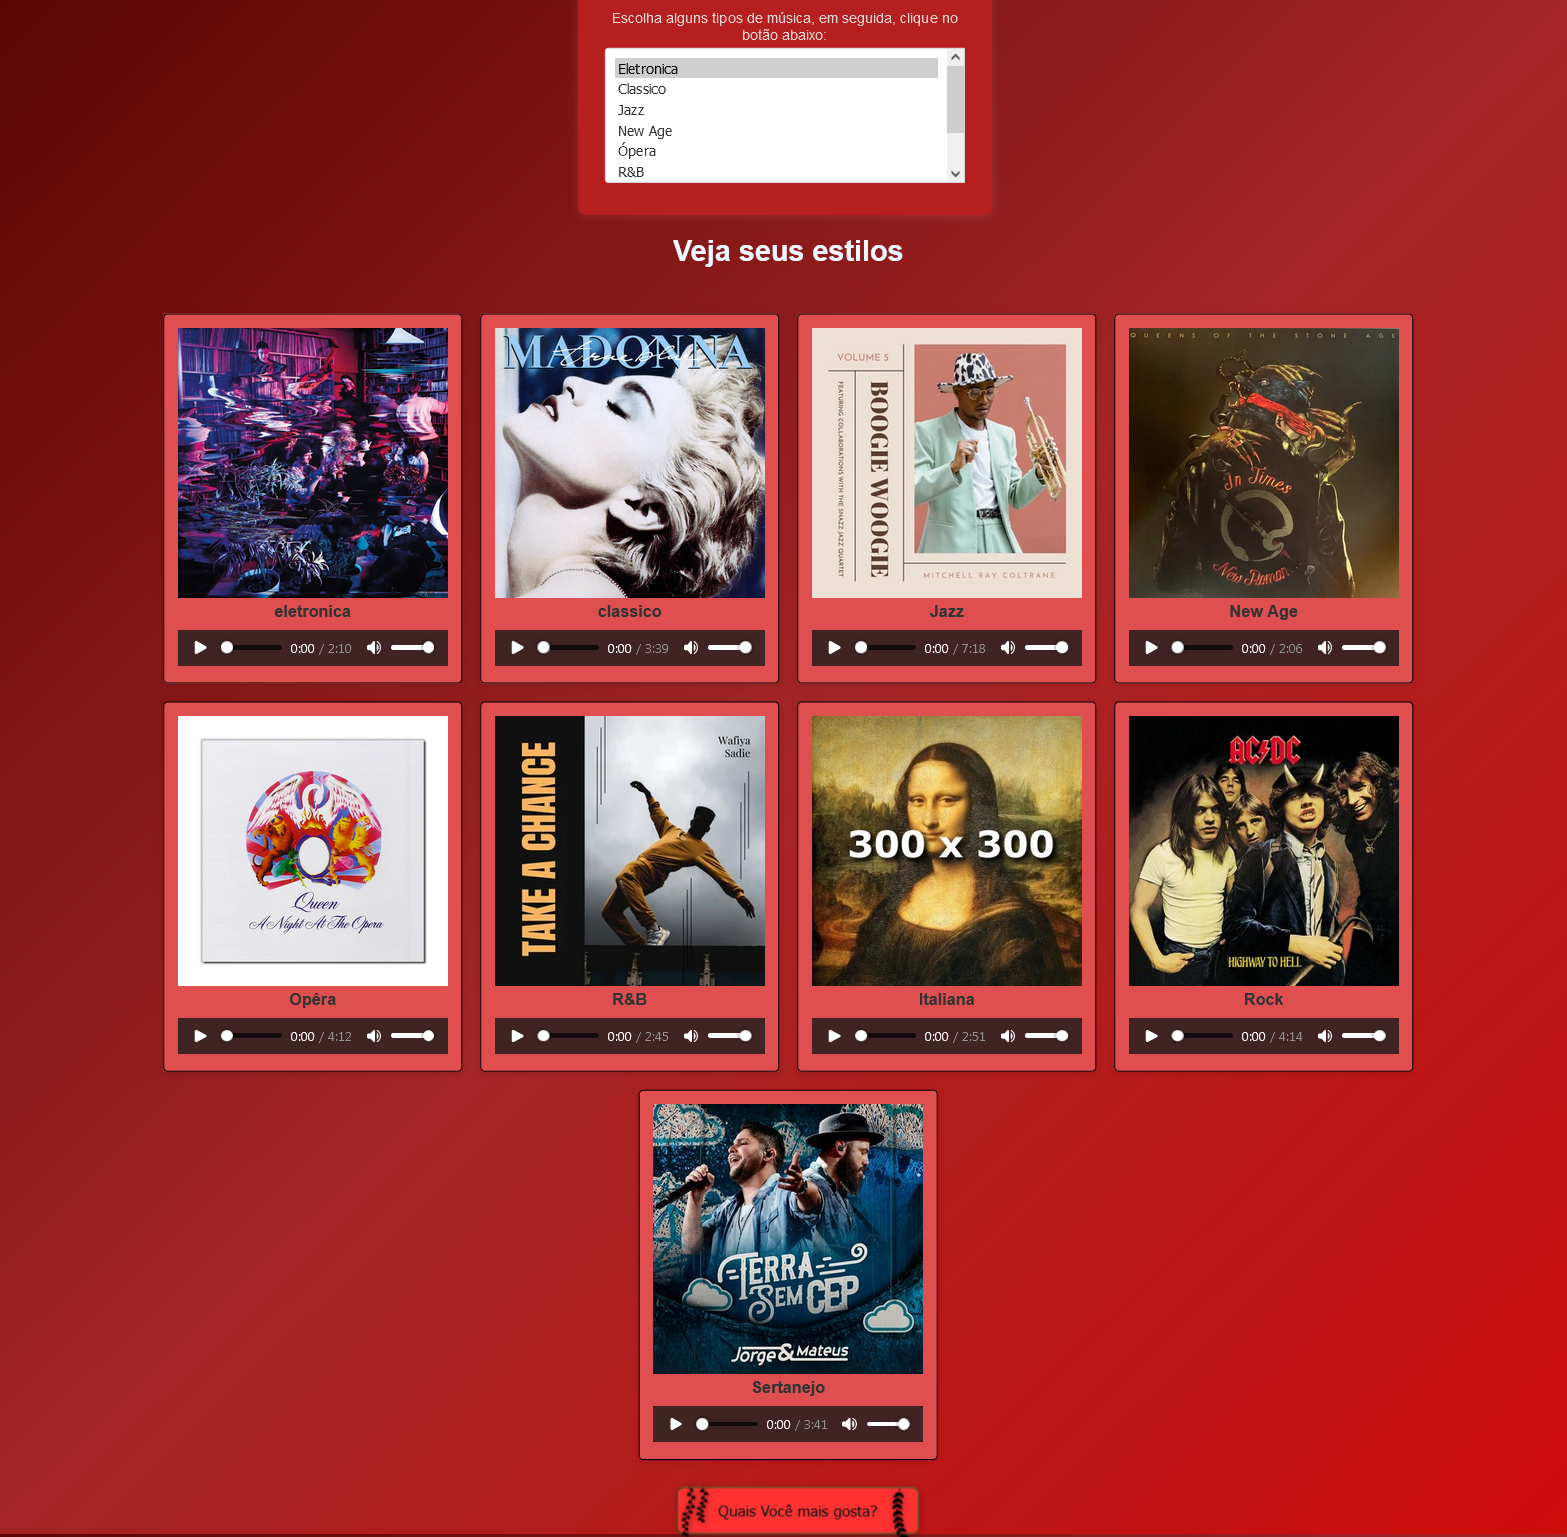 Escolha alguns tipos de música, em seguida, clique no
botão abaixo:
Eletronica
Classico
Jazz
New Age
Ópera
R&B
Veja seus estilos
MADONNA
True Blue
VOLUME 5
BOOGIE WOOGIE
FEATURING COLLABORATIONS WITH THE SNAZZ JAZZ QUARTET
MITCHELL RAY COLTRANE
QUEENS OF THE STONE AGE
In Times
New Roman...
eletronica
classico
Jazz
New Age
0:00 / 2:10
0:00 / 3:39
0:00 / 7:18
0:00 / 2:06
Queen
A Night At The Opera
TAKE A CHANCE
Wafiya
Sadie
300 x 300
AC/DC
HIGHWAY TO HELL
Opêra
R&B
Italiana
Rock
0:00 / 4:12
0:00 / 2:45
0:00 / 2:51
0:00 / 4:14
TERRA
SEM CEP
Jorge & Mateus
Sertanejo
0:00 / 3:41
Quais Você mais gosta?